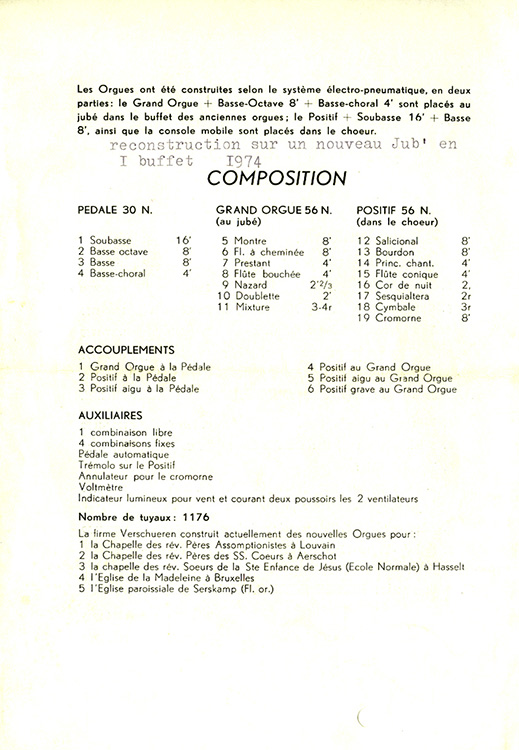 Les Orgues ont été construites selon le système électro-pneumatique, en deux
parties: le Grand Orgue + Basse-Octave 8' + Basse-choral 4' sont placés au
jubé dans le buffet des anciennes orgues; le Positif + Soubasse 16' + Basse
8', ainsi que la console mobile sont placés dans le choeur.
reconstruction sur un nouveau Jub' en
I buffet I974
COMPOSITION
PEDALE 30 N.
1 Soubasse 16'
2 Basse octave 8'
3 Basse 8'
4 Basse-choral 4'
GRAND ORGUE 56 N.
(au jubé)
5 Montre 8'
6 Fl. à cheminée 8'
7 Prestant 4'
8 Flûte bouchée 4'
9 Nazard 2'2/3
10 Doublette 2'
11 Mixture 3-4r
POSITIF 56 N.
(dans le choeur)
12 Salicional 8'
13 Bourdon 8'
14 Princ. chant. 4'
15 Flûte conique 4'
16 Cor de nuit 2,
17 Sesquialtera 2r
18 Cymbale 3r
19 Cromorne 8'
ACCOUPLEMENTS
1 Grand Orgue à la Pédale
2 Positif à la Pédale
3 Positif aigu à la Pédale
4 Positif au Grand Orgue
5 Positif aigu au Grand Orgue
6 Positif grave au Grand Orgue
AUXILIAIRES
1 combinaison libre
4 combinaisons fixes
Pédale automatique
Trémolo sur le Positif
Annulateur pour le cromorne
Voltmètre
Indicateur lumineux pour vent et courant deux poussoirs les 2 ventilateurs
Nombre de tuyaux: 1176
La firme Verschueren construit actuellement des nouvelles Orgues pour:
1 la Chapelle des rév. Pères Assomptionistes à Louvain
2 la Chapelle des rév. Pères des SS. Coeurs à Aerschot
3 la chapelle des rév. Soeurs de la Ste Enfance de Jésus (Ecole Normale) à Hasselt
4 l'Eglise de la Madeleine à Bruxelles
5 l'Eglise paroissiale de Serskamp (Fl. or.)